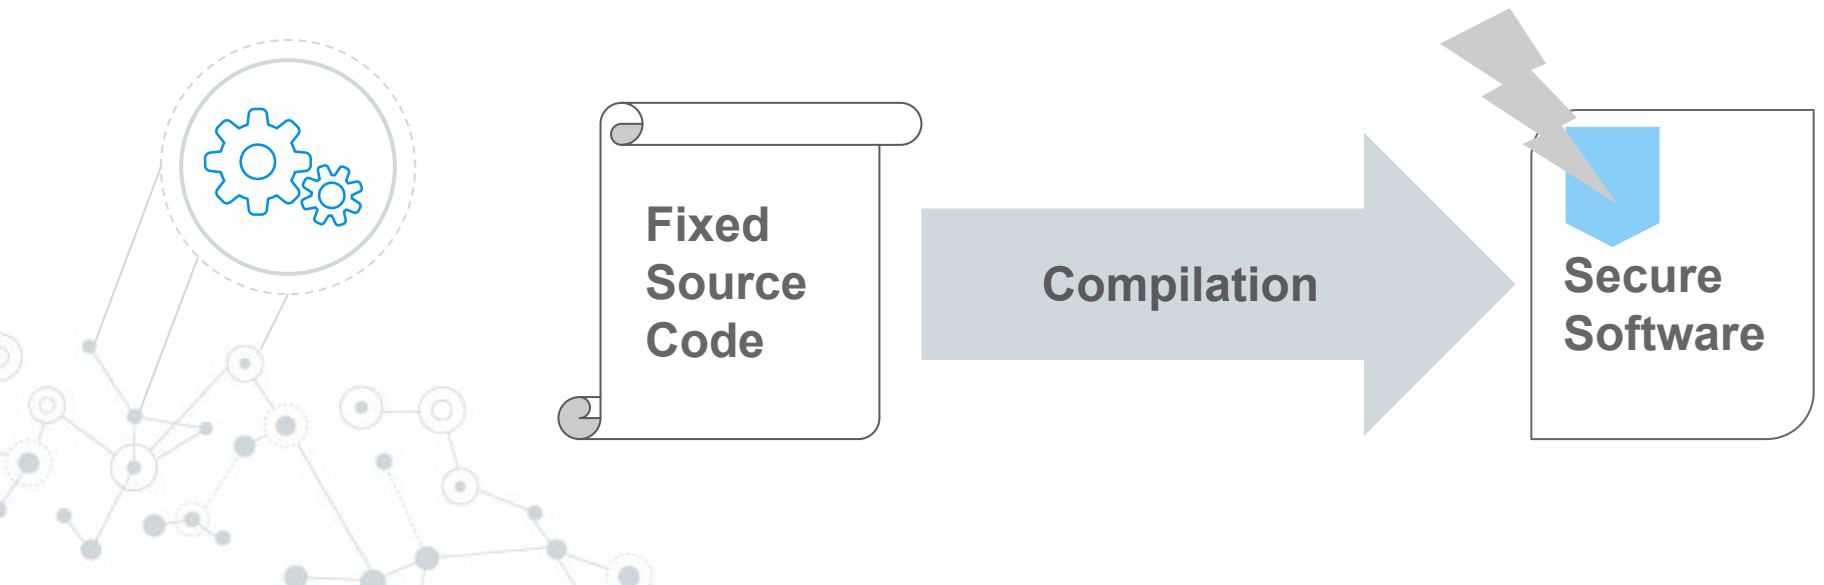 Fixed
Source
Code
Compilation
Secure
Software